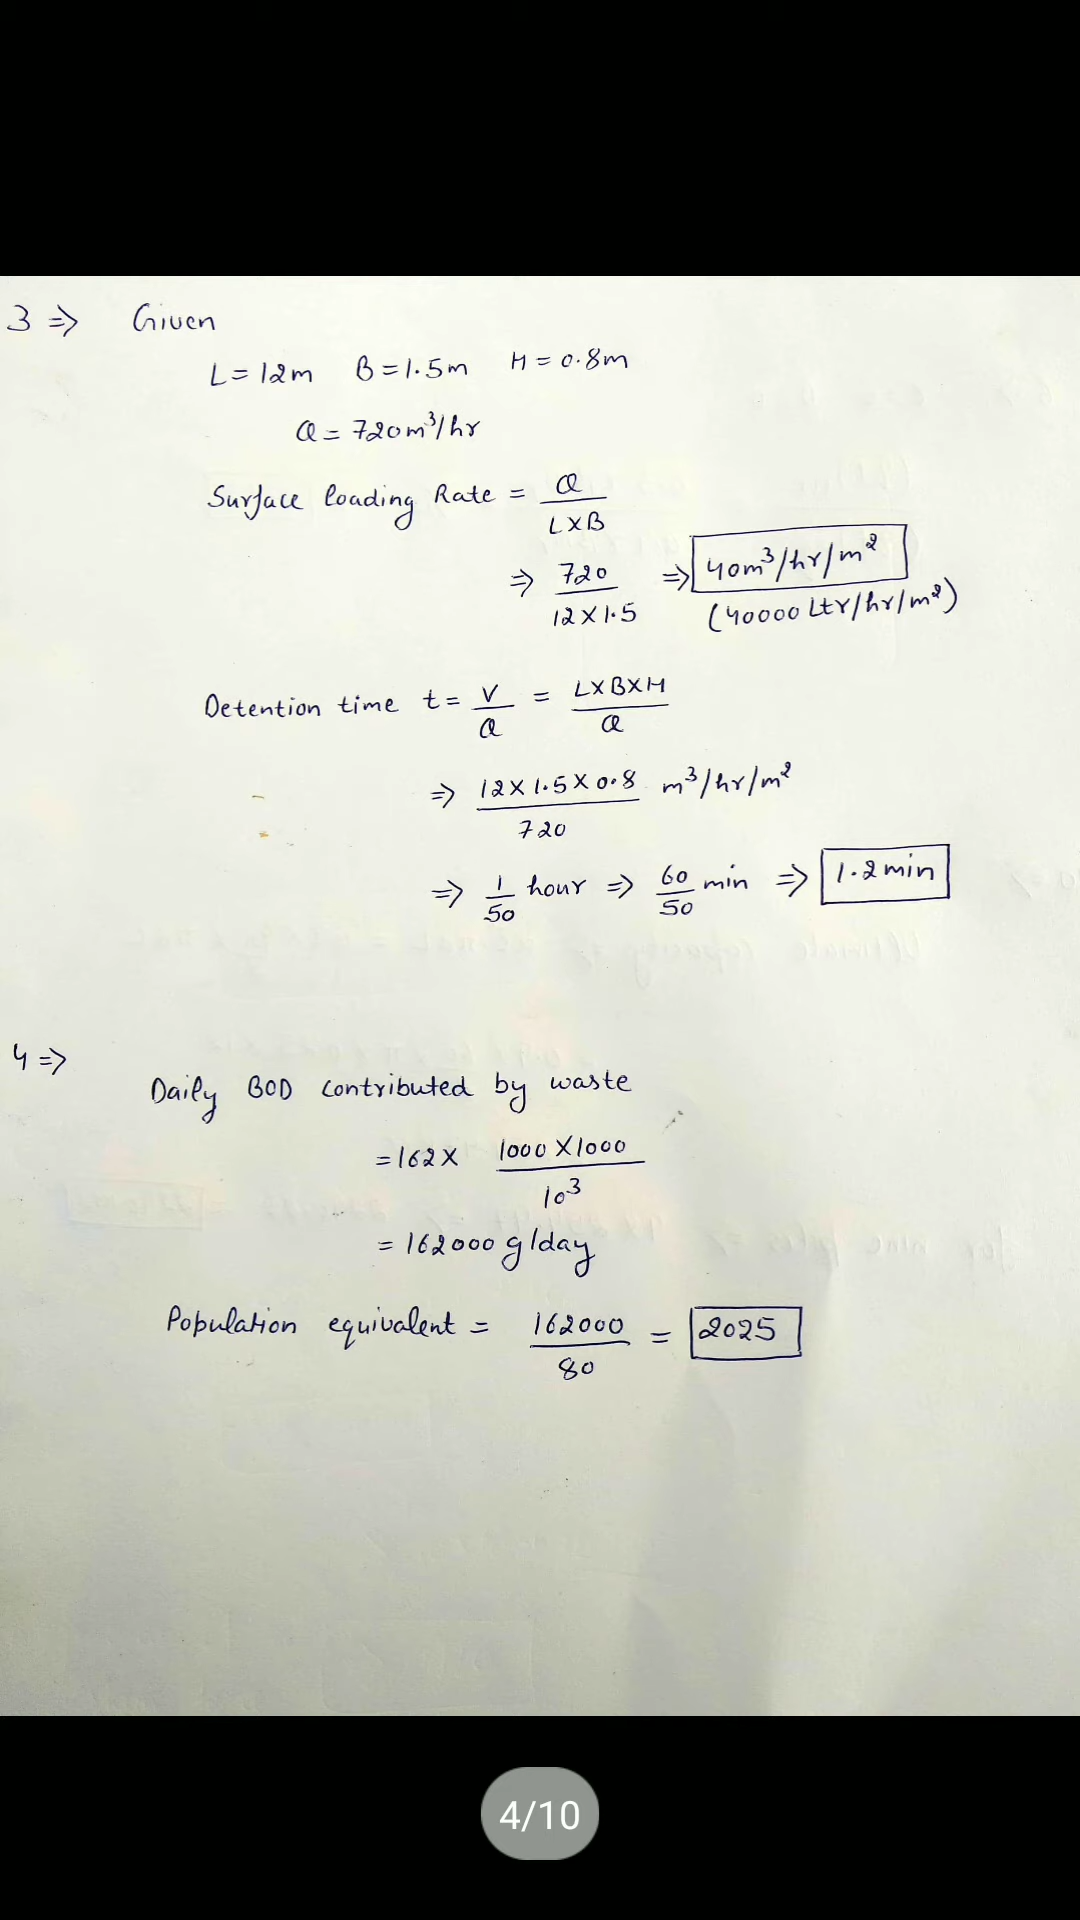 3 ⇒ Given
L = 12m B = 1.5m H = 0.8m
Q = 720m³/hr
Surface loading Rate = Q / L×B
⇒ 720 / 12×1.5 ⇒ 40m³/hr/m²
(40000 Ltr/hr/m²)
Detention time t = V / Q = L×B×H / Q
⇒ 12×1.5×0.8 / 720 m³/hr/m²
⇒ 1/50 hour ⇒ 60/50 min ⇒ 1.2min
4 ⇒
Daily BOD contributed by waste
= 162 × 1000×1000 / 10³
= 162000 g/day
Population equivalent = 162000 / 80 = 2025
4/10